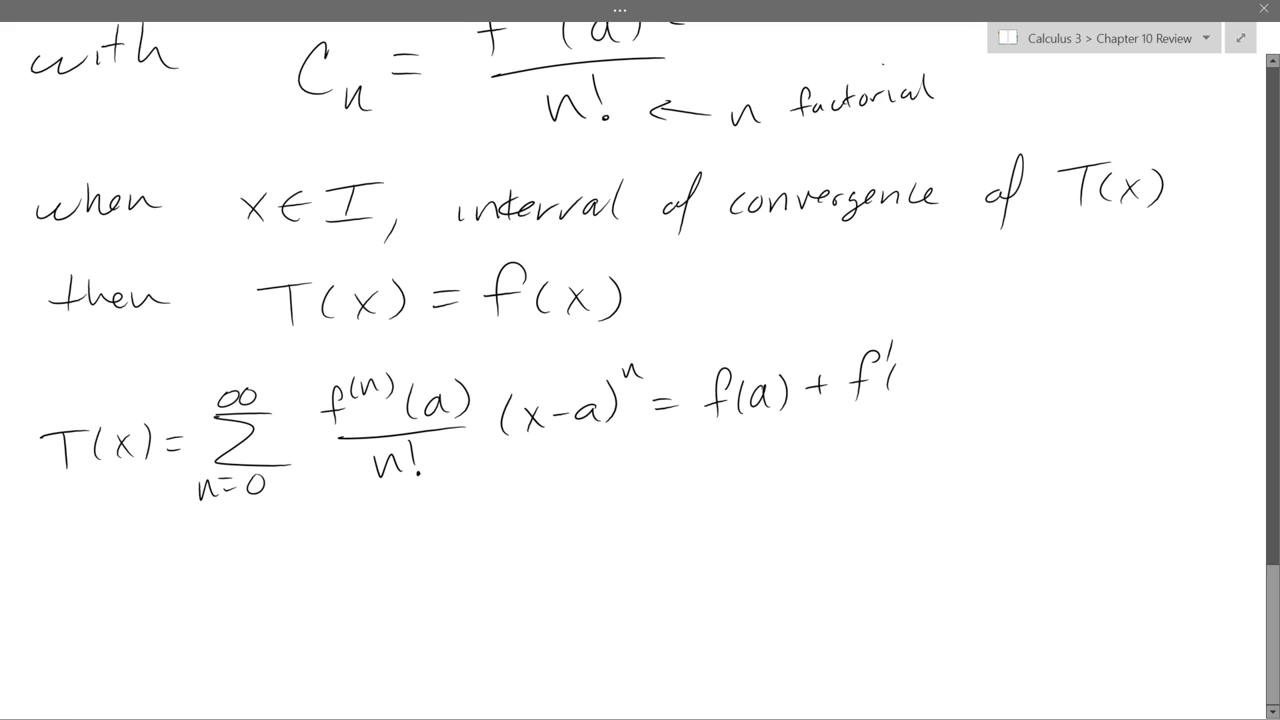 ...
Calculus 3 > Chapter 10 Review
with C_n = f (a) / n! ← n factorial
when x ∈ I, interval of convergence of T(x)
then T(x) = f(x)
T(x) = ∑_{n=0}^{∞} f^{(n)}(a) / n! (x-a)^n = f(a) + f'(